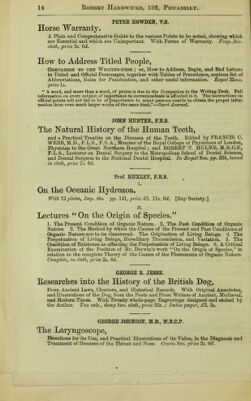 14 ROBERT HARDWICKE, 192, PICCADILLY.
PETER HOWDEN, V.S.
Horse Warranty.
A Plain and Comprehensive Guide to the various Points to be noted, showing which
are Essential and which are Unimportant. With Forms of Warranty. Fcap. 8vo.
cloth, price 3s. 6d.
How to Address Titled People,
COMPANION TO THE WRITING-DESK; or, How to Address, Begin, and End Letters
to Titled and Official Personages, together with Tables of Precedence, copious list of
Abbreviations, Rules for Punctuation, and other useful information. Royal 32mo,
price 1s.
"A word, and more than a word, of praise is due to the Companion to the Writing-Desk. Full
information on every subject of importance to correspondents is afforded in it. The instructions on
official points will not fail to be of importance to many persons unable to obtain the proper infor-
mation from even much larger works of the same kind."—Court Journal.
JOHN HUNTER, F.R.S.
The Natural History of the Human Teeth,
and a Practical Treatise on the Diseases of the Teeth. Edited by FRANCIS C.
WEBB, M.D., F.L.S., F.S.A., Member of the Royal College of Physicians of London,
Physician to the Great Northern Hospital; and ROBERT T. HULME, M.R.C.S.,
F.L.S., Lecturer on Dental Surgery in the Metropolitan School of Dental Science,
and Dental Surgeon to the National Dental Hospital. In Royal 8vo. bound
in cloth, price 7s. 6d.
Prof HUXLEY, F.R.S.
I.
On the Oceanic Hydrozoa.
With 12 plates, Imp. 4to. pp. 141, price £1. 11s. 6d. [Ray Society.]
II.
Lectures "On the Origin of Species."
1. The Present Condition of Organic Nature. 2. The Past Condition of Organic
Nature. 3. The Method by which the Causes of the Present and Past Conditions of
Organic Nature are to be discovered. The Origination of Living Beings. 4. The
Perpetuation of Living Beings, Hereditary Transmission, and Variation. 5. The
Condition of Existence as affecting the Perpetuating of Living Beings. 6. A Critical
Examination of the Position of Mr. Darwin's work "On the Origin of Species," in
relation to the complete Theory of the Causes of the Phenomena of Organic Nature.
Complete, in cloth, price 2s. 6d.
GEORGE R. JESSE.
Researches into the History of the British Dog,
From Ancient Laws, Charters, and Historical Records. With Original Anecdotes,
and Illustrations of the Dog, from the Poets and Prose Writers of Ancient, Mediæval,
and Modern Times. With Twenty whole-page Engravings designed and etched by
the Author. Two vols., demy 8vo. cloth, price 32s.; India paper, £3. 3s.
GEORGE JOHNSON, M.D., M.R.C.P.
The Laryngoscope,
Directions for its Use, and Practical Illustrations of its Value, in the Diagnosis and
Treatment of Diseases of the Throat and Nose. Crown 8vo. price 2s. 6d.